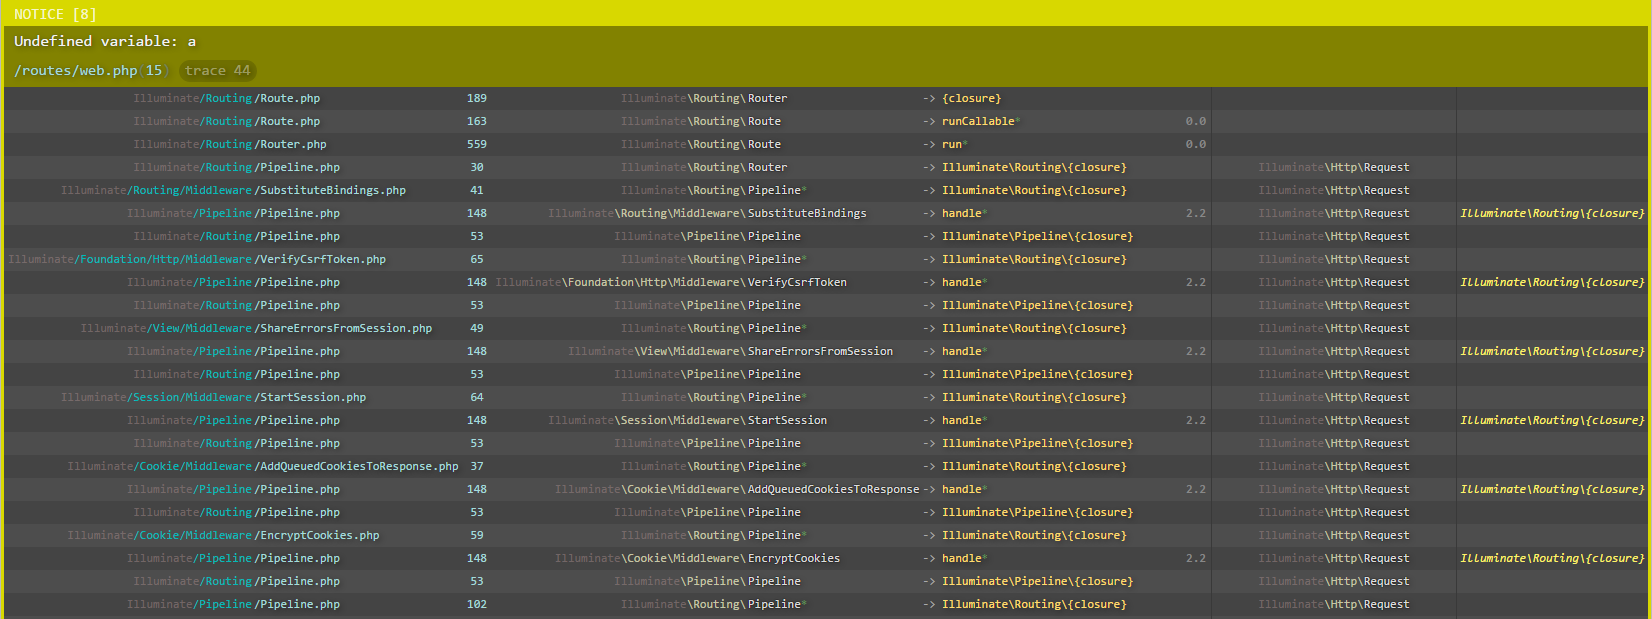 NOTICE [8]
Undefined variable: a
/routes/web.php(15) trace 44
Illuminate/Routing/Route.php 189 Illuminate\Routing\Router -> {closure}
Illuminate/Routing/Route.php 163 Illuminate\Routing\Route -> runCallable* 0.0
Illuminate/Routing/Router.php 559 Illuminate\Routing\Route -> run* 0.0
Illuminate/Routing/Pipeline.php 30 Illuminate\Routing\Router -> Illuminate\Routing\{closure} Illuminate\Http\Request
Illuminate/Routing/Middleware/SubstituteBindings.php 41 Illuminate\Routing\Pipeline* -> Illuminate\Routing\{closure} Illuminate\Http\Request
Illuminate/Pipeline/Pipeline.php 148 Illuminate\Routing\Middleware\SubstituteBindings -> handle* 2.2 Illuminate\Http\Request Illuminate\Routing\{closure}
Illuminate/Routing/Pipeline.php 53 Illuminate\Pipeline\Pipeline -> Illuminate\Pipeline\{closure} Illuminate\Http\Request
Illuminate/Foundation/Http/Middleware/VerifyCsrfToken.php 65 Illuminate\Routing\Pipeline* -> Illuminate\Routing\{closure} Illuminate\Http\Request
Illuminate/Pipeline/Pipeline.php 148 Illuminate\Foundation\Http\Middleware\VerifyCsrfToken -> handle* 2.2 Illuminate\Http\Request Illuminate\Routing\{closure}
Illuminate/Routing/Pipeline.php 53 Illuminate\Pipeline\Pipeline -> Illuminate\Pipeline\{closure} Illuminate\Http\Request
Illuminate/View/Middleware/ShareErrorsFromSession.php 49 Illuminate\Routing\Pipeline* -> Illuminate\Routing\{closure} Illuminate\Http\Request
Illuminate/Pipeline/Pipeline.php 148 Illuminate\View\Middleware\ShareErrorsFromSession -> handle* 2.2 Illuminate\Http\Request Illuminate\Routing\{closure}
Illuminate/Routing/Pipeline.php 53 Illuminate\Pipeline\Pipeline -> Illuminate\Pipeline\{closure} Illuminate\Http\Request
Illuminate/Session/Middleware/StartSession.php 64 Illuminate\Routing\Pipeline* -> Illuminate\Routing\{closure} Illuminate\Http\Request
Illuminate/Pipeline/Pipeline.php 148 Illuminate\Session\Middleware\StartSession -> handle* 2.2 Illuminate\Http\Request Illuminate\Routing\{closure}
Illuminate/Routing/Pipeline.php 53 Illuminate\Pipeline\Pipeline -> Illuminate\Pipeline\{closure} Illuminate\Http\Request
Illuminate/Cookie/Middleware/AddQueuedCookiesToResponse.php 37 Illuminate\Routing\Pipeline* -> Illuminate\Routing\{closure} Illuminate\Http\Request
Illuminate/Pipeline/Pipeline.php 148 Illuminate\Cookie\Middleware\AddQueuedCookiesToResponse -> handle* 2.2 Illuminate\Http\Request Illuminate\Routing\{closure}
Illuminate/Routing/Pipeline.php 53 Illuminate\Pipeline\Pipeline -> Illuminate\Pipeline\{closure} Illuminate\Http\Request
Illuminate/Cookie/Middleware/EncryptCookies.php 59 Illuminate\Routing\Pipeline* -> Illuminate\Routing\{closure} Illuminate\Http\Request
Illuminate/Pipeline/Pipeline.php 148 Illuminate\Cookie\Middleware\EncryptCookies -> handle* 2.2 Illuminate\Http\Request Illuminate\Routing\{closure}
Illuminate/Routing/Pipeline.php 53 Illuminate\Pipeline\Pipeline -> Illuminate\Pipeline\{closure} Illuminate\Http\Request
Illuminate/Pipeline/Pipeline.php 102 Illuminate\Routing\Pipeline* -> Illuminate\Routing\{closure} Illuminate\Http\Request